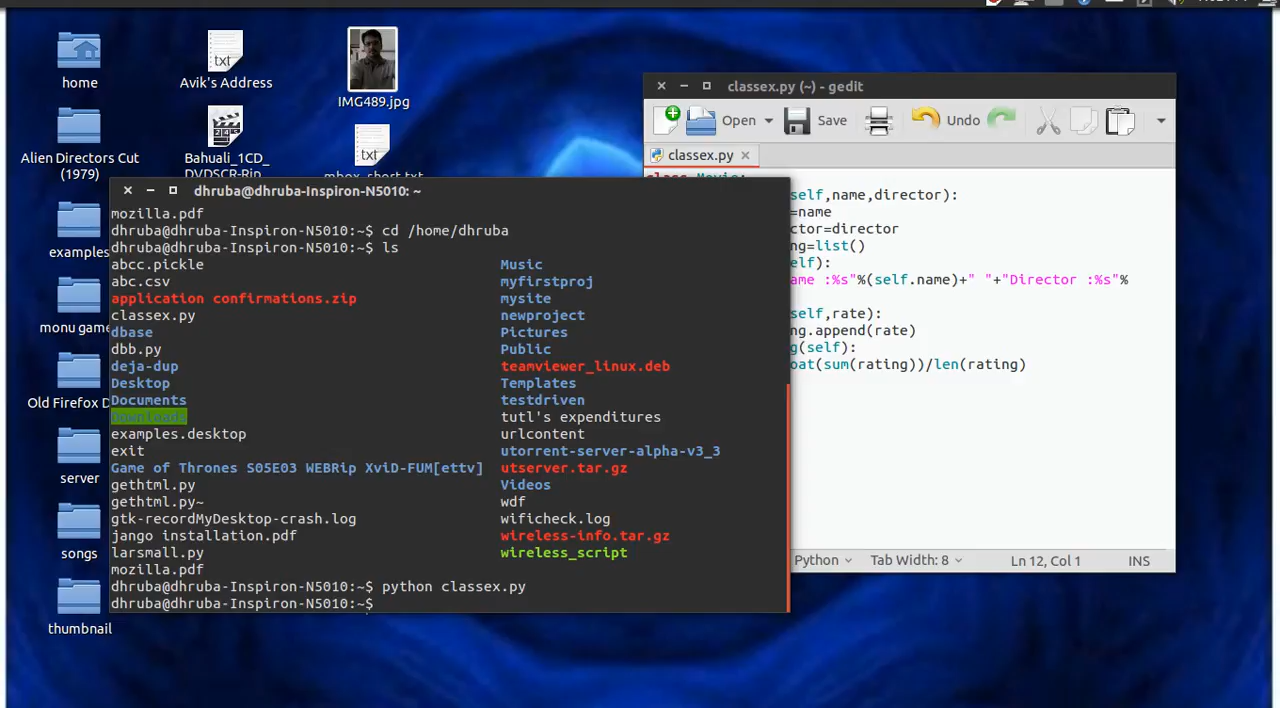 home
Avik's Address
IMG489.jpg
Alien Directors Cut
(1979)
Bahuali_1CD_
txt
txt
examples
monu game
Old Firefox D
server
songs
thumbnail
classex.py (~) - gedit
Open
Save
Undo
classex.py
self,name,director):
=name
ctor=director
ng=list()
elf):
ame :%s"%(self.name)+" "+"Director :%s"%
self,rate):
ng.append(rate)
g(self):
oat(sum(rating))/len(rating)
Python
Tab Width: 8
Ln 12, Col 1
INS
dhruba@dhruba-Inspiron-N5010: ~
mozilla.pdf
dhruba@dhruba-Inspiron-N5010:~$ cd /home/dhruba
dhruba@dhruba-Inspiron-N5010:~$ ls
abcc.pickle Music
abc.csv myfirstproj
application confirmations.zip mysite
classex.py newproject
dbase Pictures
dbb.py Public
deja-dup teamviewer_linux.deb
Desktop Templates
Documents testdriven
Downloads tutl's expenditures
examples.desktop urlcontent
exit utorrent-server-alpha-v3_3
Game of Thrones S05E03 WEBRip XviD-FUM[ettv] utserver.tar.gz
gethtml.py Videos
gethtml.py~ wdf
gtk-recordMyDesktop-crash.log wificheck.log
jango installation.pdf wireless-info.tar.gz
larsmall.py wireless_script
mozilla.pdf
dhruba@dhruba-Inspiron-N5010:~$ python classex.py
dhruba@dhruba-Inspiron-N5010:~$